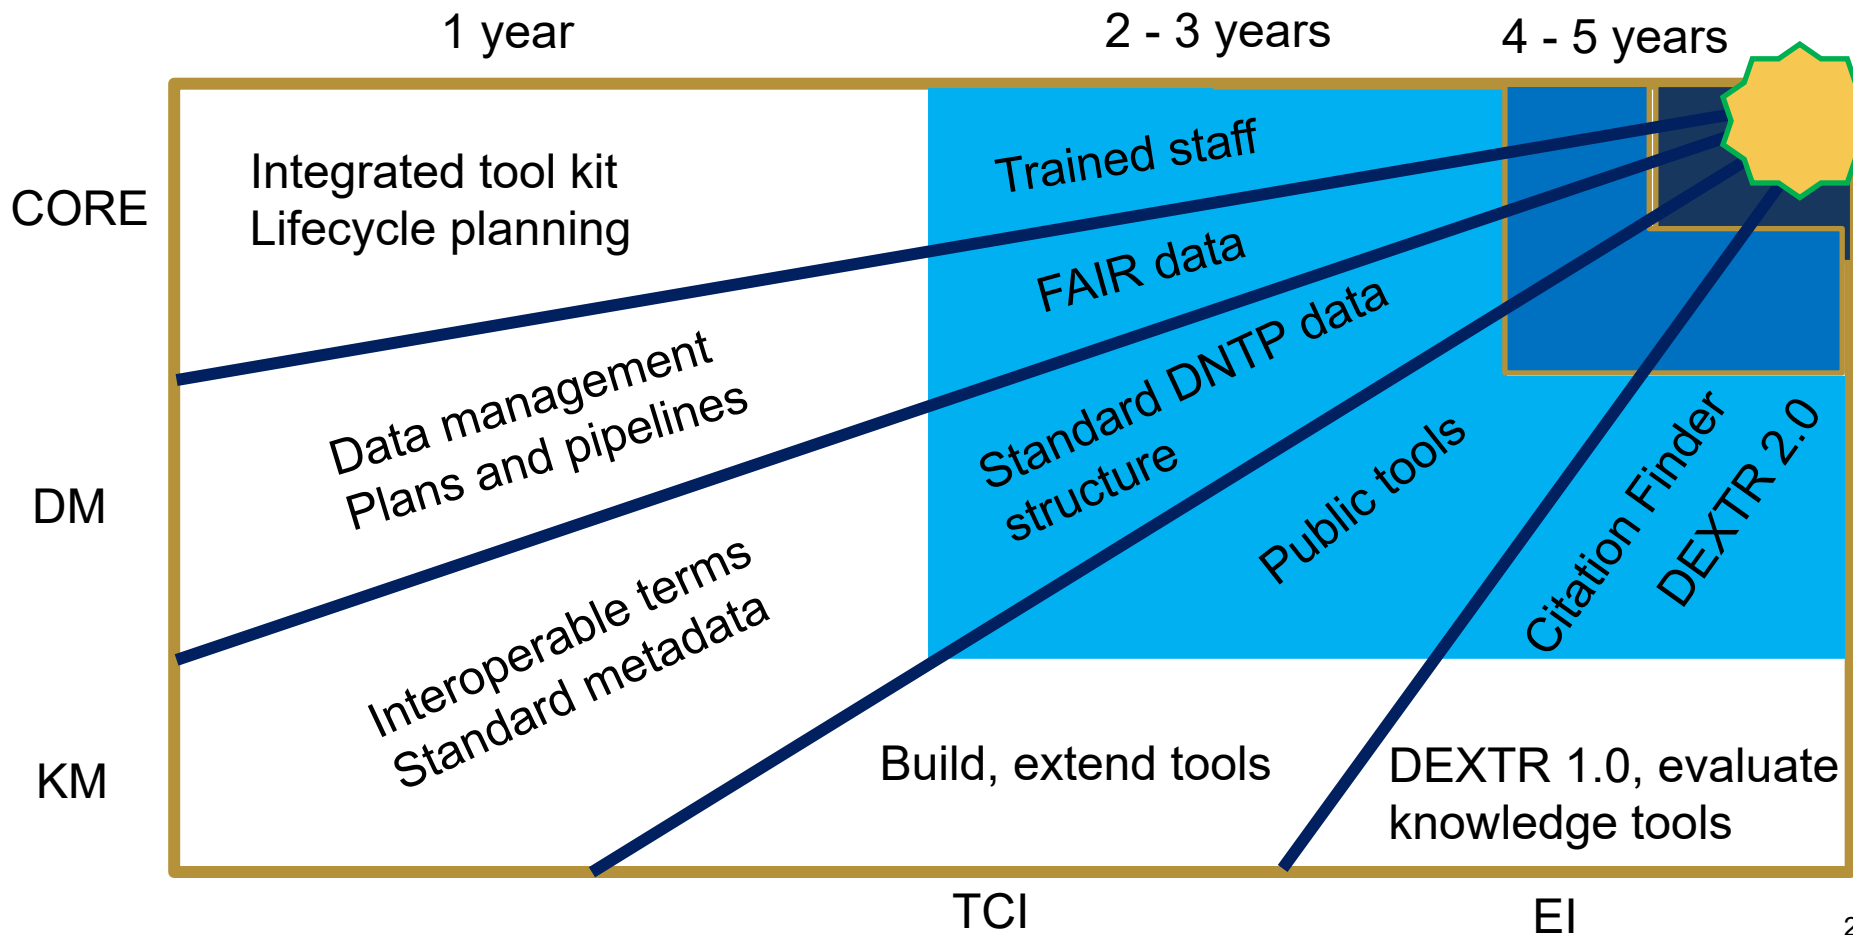 1 year
2 - 3 years
4 - 5 years
CORE
Integrated tool kit
Lifecycle planning
Trained staff
DM
Data management
Plans and pipelines
FAIR data
KM
Interoperable terms
Standard metadata
Standard DNTP data
structure
Build, extend tools
Public tools
DEXTR 1.0, evaluate
knowledge tools
Citation Finder
DEXTR 2.0
TCI
EI
2